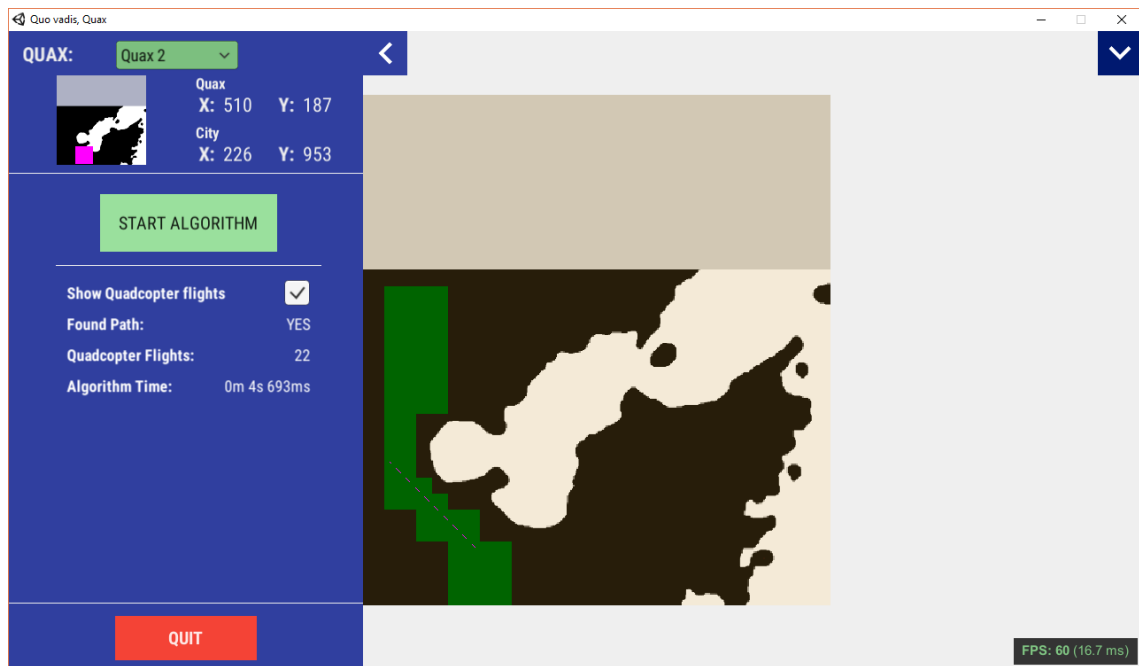 Quo vadis, Quax
QUAX: Quax 2
Quax
X: 510 Y: 187
City
X: 226 Y: 953
START ALGORITHM
Show Quadcopter flights
Found Path: YES
Quadcopter Flights: 22
Algorithm Time: 0m 4s 693ms
QUIT
FPS: 60 (16.7 ms)